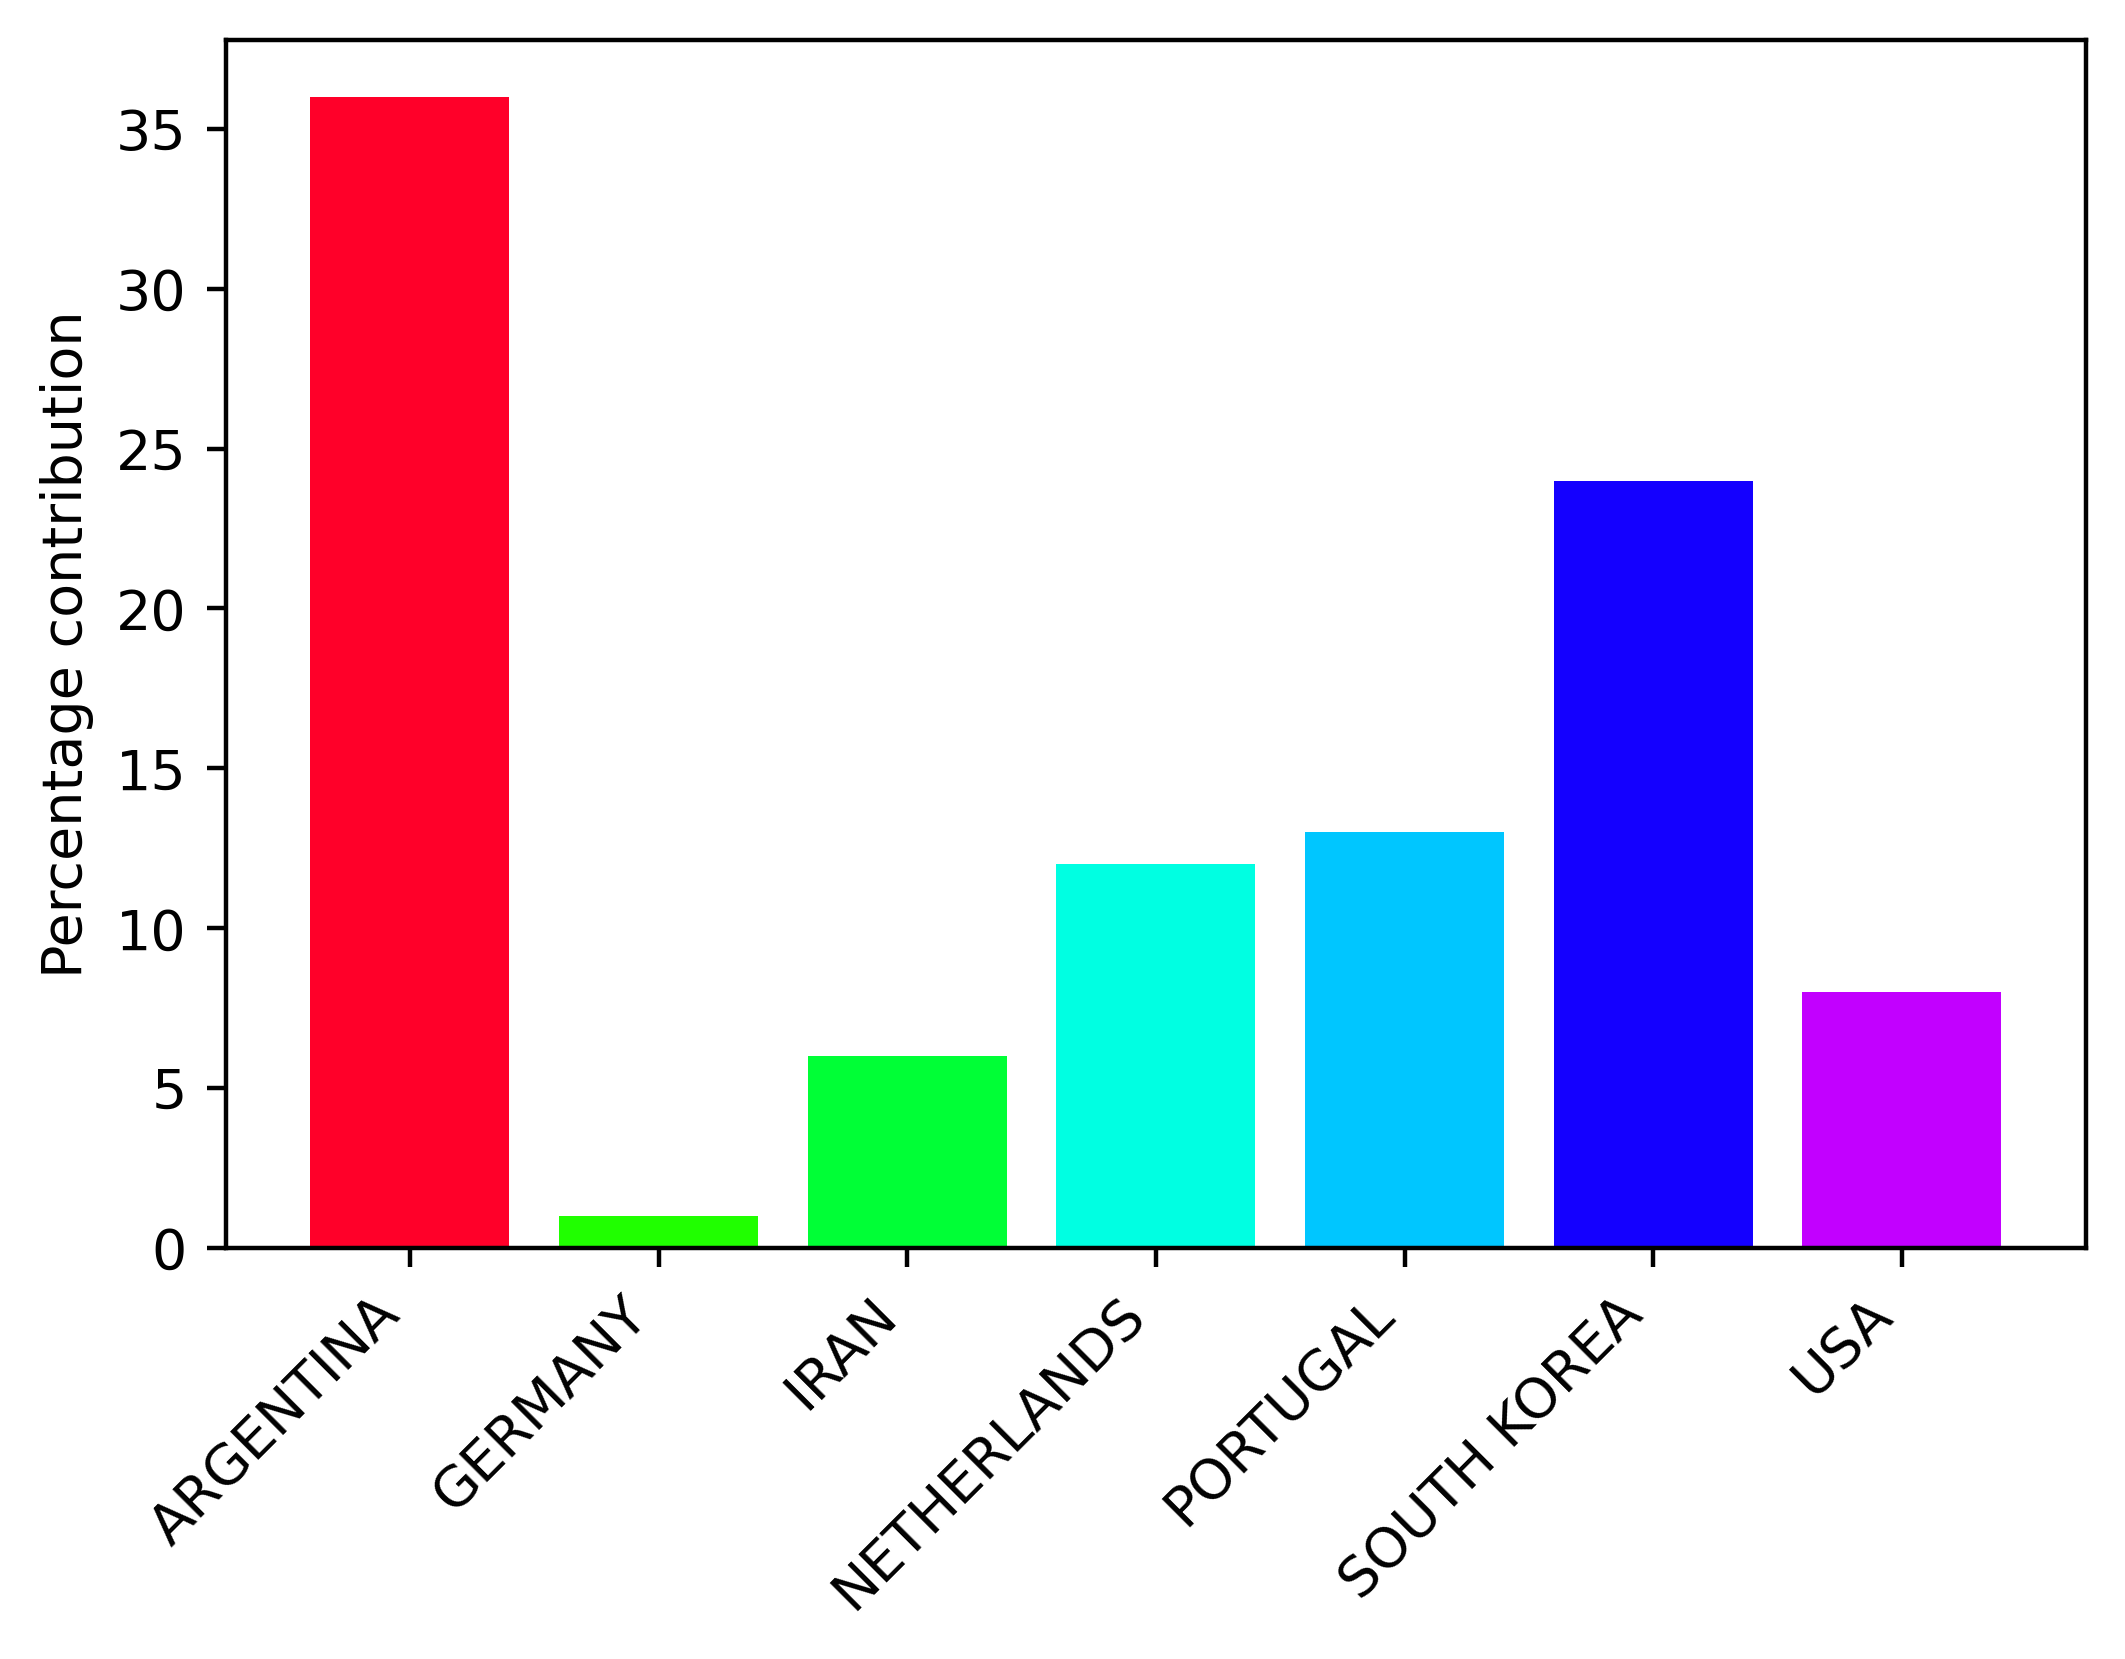 Percentage contribution
35
30
25
20
15
10
5
0
ARGENTINA
GERMANY
IRAN
NETHERLANDS
PORTUGAL
SOUTH KOREA
USA